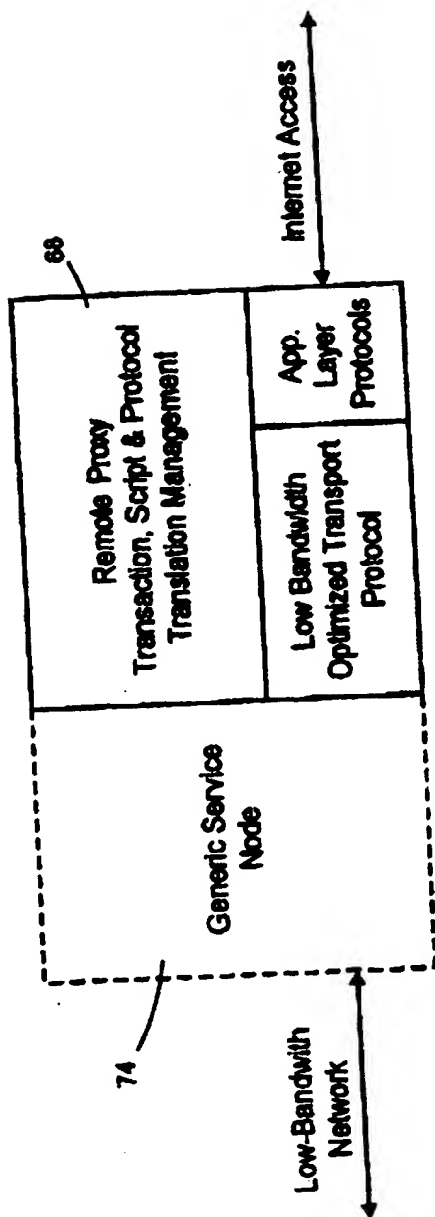 Low-Bandwith
Network
74
Generic Service
Node
68
Remote Proxy
Transaction, Script & Protocol
Translation Management
Low Bandwidth
Optimized Transport
Protocol
App.
Layer
Protocols
Internet Access